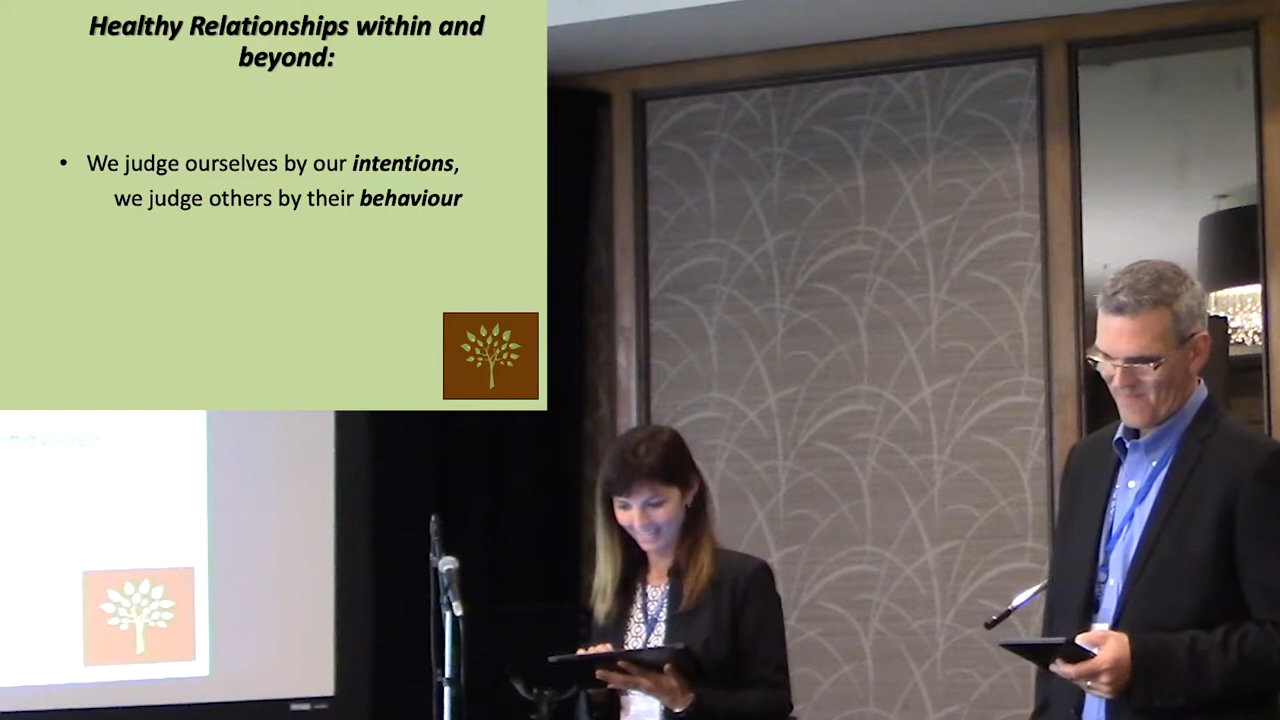 Healthy Relationships within and
beyond:
• We judge ourselves by our intentions,
we judge others by their behaviour